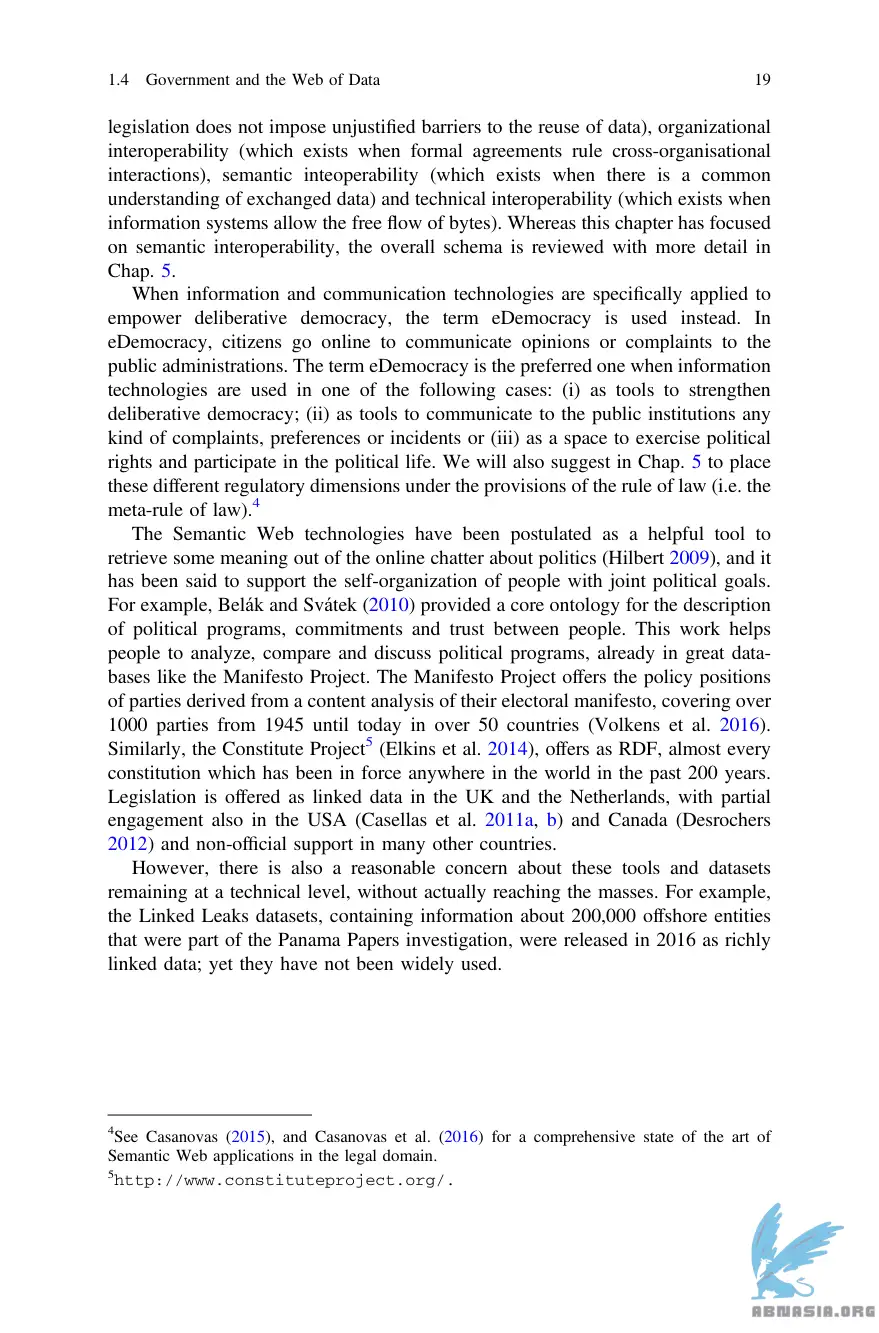 1.4 Government and the Web of Data 19
legislation does not impose unjustified barriers to the reuse of data), organizational
interoperability (which exists when formal agreements rule cross-organisational
interactions), semantic inteoperability (which exists when there is a common
understanding of exchanged data) and technical interoperability (which exists when
information systems allow the free flow of bytes). Whereas this chapter has focused
on semantic interoperability, the overall schema is reviewed with more detail in
Chap. 5.
When information and communication technologies are specifically applied to
empower deliberative democracy, the term eDemocracy is used instead. In
eDemocracy, citizens go online to communicate opinions or complaints to the
public administrations. The term eDemocracy is the preferred one when information
technologies are used in one of the following cases: (i) as tools to strengthen
deliberative democracy; (ii) as tools to communicate to the public institutions any
kind of complaints, preferences or incidents or (iii) as a space to exercise political
rights and participate in the political life. We will also suggest in Chap. 5 to place
these different regulatory dimensions under the provisions of the rule of law (i.e. the
meta-rule of law).4
The Semantic Web technologies have been postulated as a helpful tool to
retrieve some meaning out of the online chatter about politics (Hilbert 2009), and it
has been said to support the self-organization of people with joint political goals.
For example, Belák and Svátek (2010) provided a core ontology for the description
of political programs, commitments and trust between people. This work helps
people to analyze, compare and discuss political programs, already in great data-
bases like the Manifesto Project. The Manifesto Project offers the policy positions
of parties derived from a content analysis of their electoral manifesto, covering over
1000 parties from 1945 until today in over 50 countries (Volkens et al. 2016).
Similarly, the Constitute Project5 (Elkins et al. 2014), offers as RDF, almost every
constitution which has been in force anywhere in the world in the past 200 years.
Legislation is offered as linked data in the UK and the Netherlands, with partial
engagement also in the USA (Casellas et al. 2011a, b) and Canada (Desrochers
2012) and non-official support in many other countries.
However, there is also a reasonable concern about these tools and datasets
remaining at a technical level, without actually reaching the masses. For example,
the Linked Leaks datasets, containing information about 200,000 offshore entities
that were part of the Panama Papers investigation, were released in 2016 as richly
linked data; yet they have not been widely used.
4See Casanovas (2015), and Casanovas et al. (2016) for a comprehensive state of the art of
Semantic Web applications in the legal domain.
5http://www.constituteproject.org/.
ABNASIA.ORG